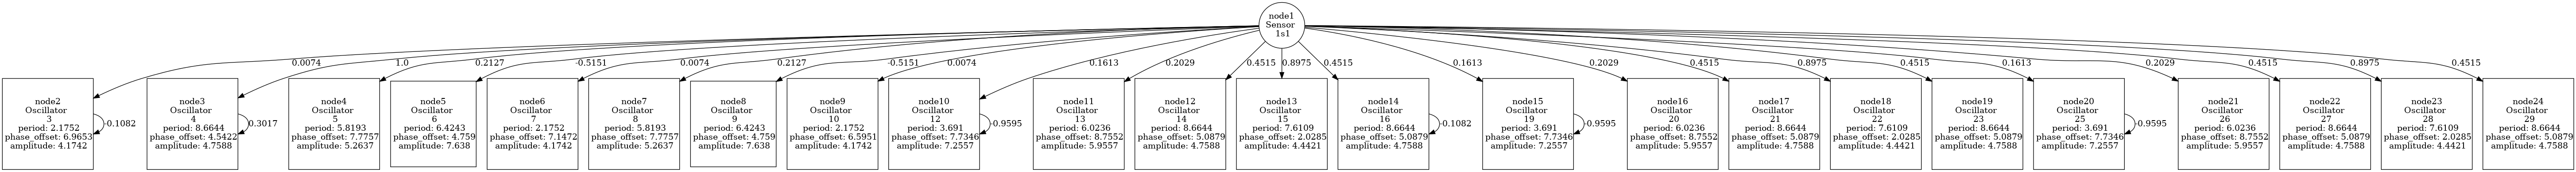 node1
Sensor
1s1
0.0074
1.0
0.2127
-0.5151
0.0074
0.2127
-0.5151
0.0074
0.1613
0.2029
0.4515
0.8975
0.4515
0.1613
0.2029
0.4515
0.8975
0.4515
0.1613
0.2029
0.4515
0.8975
0.4515
node2
Oscillator
3
period: 2.1752
phase_offset: 6.9653
amplitude: 4.1742
-0.1082
node3
Oscillator
4
period: 8.6644
phase_offset: 4.5422
amplitude: 4.7588
0.3017
node4
Oscillator
5
period: 5.8193
phase_offset: 7.7757
amplitude: 5.2637
node5
Oscillator
6
period: 6.4243
phase_offset: 4.759
amplitude: 7.638
node6
Oscillator
7
period: 2.1752
phase_offset: 7.1472
amplitude: 4.1742
node7
Oscillator
8
period: 5.8193
phase_offset: 7.7757
amplitude: 5.2637
node8
Oscillator
9
period: 6.4243
phase_offset: 4.759
amplitude: 7.638
node9
Oscillator
10
period: 2.1752
phase_offset: 6.5951
amplitude: 4.1742
node10
Oscillator
12
period: 3.691
phase_offset: 7.7346
amplitude: 7.2557
-0.9595
node11
Oscillator
13
period: 6.0236
phase_offset: 8.7552
amplitude: 5.9557
node12
Oscillator
14
period: 8.6644
phase_offset: 5.0879
amplitude: 4.7588
node13
Oscillator
15
period: 7.6109
phase_offset: 2.0285
amplitude: 4.4421
node14
Oscillator
16
period: 8.6644
phase_offset: 5.0879
amplitude: 4.7588
-0.1082
node15
Oscillator
19
period: 3.691
phase_offset: 7.7346
amplitude: 7.2557
-0.9595
node16
Oscillator
20
period: 6.0236
phase_offset: 8.7552
amplitude: 5.9557
node17
Oscillator
21
period: 8.6644
phase_offset: 5.0879
amplitude: 4.7588
node18
Oscillator
22
period: 7.6109
phase_offset: 2.0285
amplitude: 4.4421
node19
Oscillator
23
period: 8.6644
phase_offset: 5.0879
amplitude: 4.7588
node20
Oscillator
25
period: 3.691
phase_offset: 7.7346
amplitude: 7.2557
-0.9595
node21
Oscillator
26
period: 6.0236
phase_offset: 8.7552
amplitude: 5.9557
node22
Oscillator
27
period: 8.6644
phase_offset: 5.0879
amplitude: 4.7588
node23
Oscillator
28
period: 7.6109
phase_offset: 2.0285
amplitude: 4.4421
node24
Oscillator
29
period: 8.6644
phase_offset: 5.0879
amplitude: 4.7588